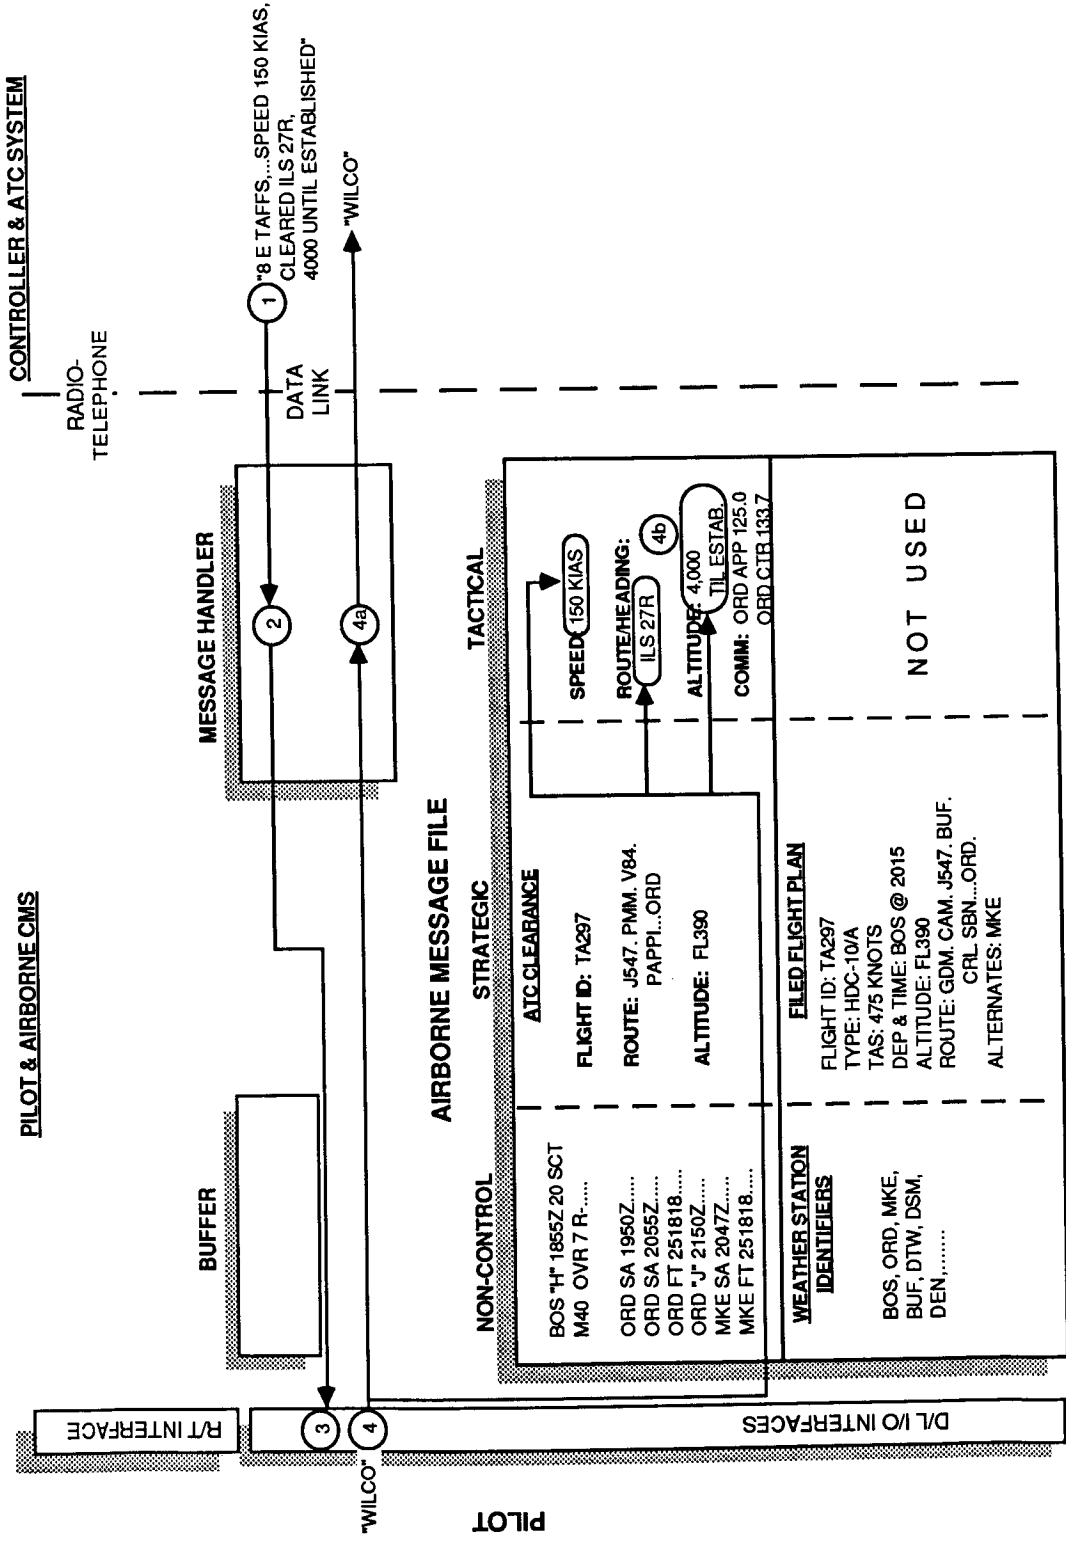 PILOT & AIRBORNE CMS
CONTROLLER & ATC SYSTEM
R/T INTERFACE
BUFFER
MESSAGE HANDLER
RADIO-
TELEPHONE
DATA
LINK
1
"8 E TAFFS,...SPEED 150 KIAS,
CLEARED ILS 27R,
4000 UNTIL ESTABLISHED"
2
3
"WILCO"
4
4a
"WILCO"
PILOT
D/L I/O INTERFACES
AIRBORNE MESSAGE FILE
NON-CONTROL
STRATEGIC
TACTICAL
BOS "H" 1855Z 20 SCT
M40 OVR 7 R-.....
ORD SA 1950Z.....
ORD SA 2055Z.....
ORD FT 251818.....
ORD "J" 2150Z.....
MKE SA 2047Z.....
MKE FT 251818.....
ATC CLEARANCE
FLIGHT ID: TA297
ROUTE: J547. PMM. V84.
PAPPI...ORD
ALTITUDE: FL390
SPEED: 150 KIAS
ROUTE/HEADING:
ILS 27R
4b
ALTITUDE: 4,000
TIL ESTAB.
COMM: ORD APP 125.0
ORD CTR 133.7
WEATHER STATION
IDENTIFIERS
BOS, ORD, MKE,
BUF, DTW, DSM,
DEN,........
FILED FLIGHT PLAN
FLIGHT ID: TA297
TYPE: HDC-10/A
TAS: 475 KNOTS
DEP & TIME: BOS @ 2015
ALTITUDE: FL390
ROUTE: GDM. CAM. J547. BUF.
CRL. SBN...ORD.
ALTERNATES: MKE
NOT USED